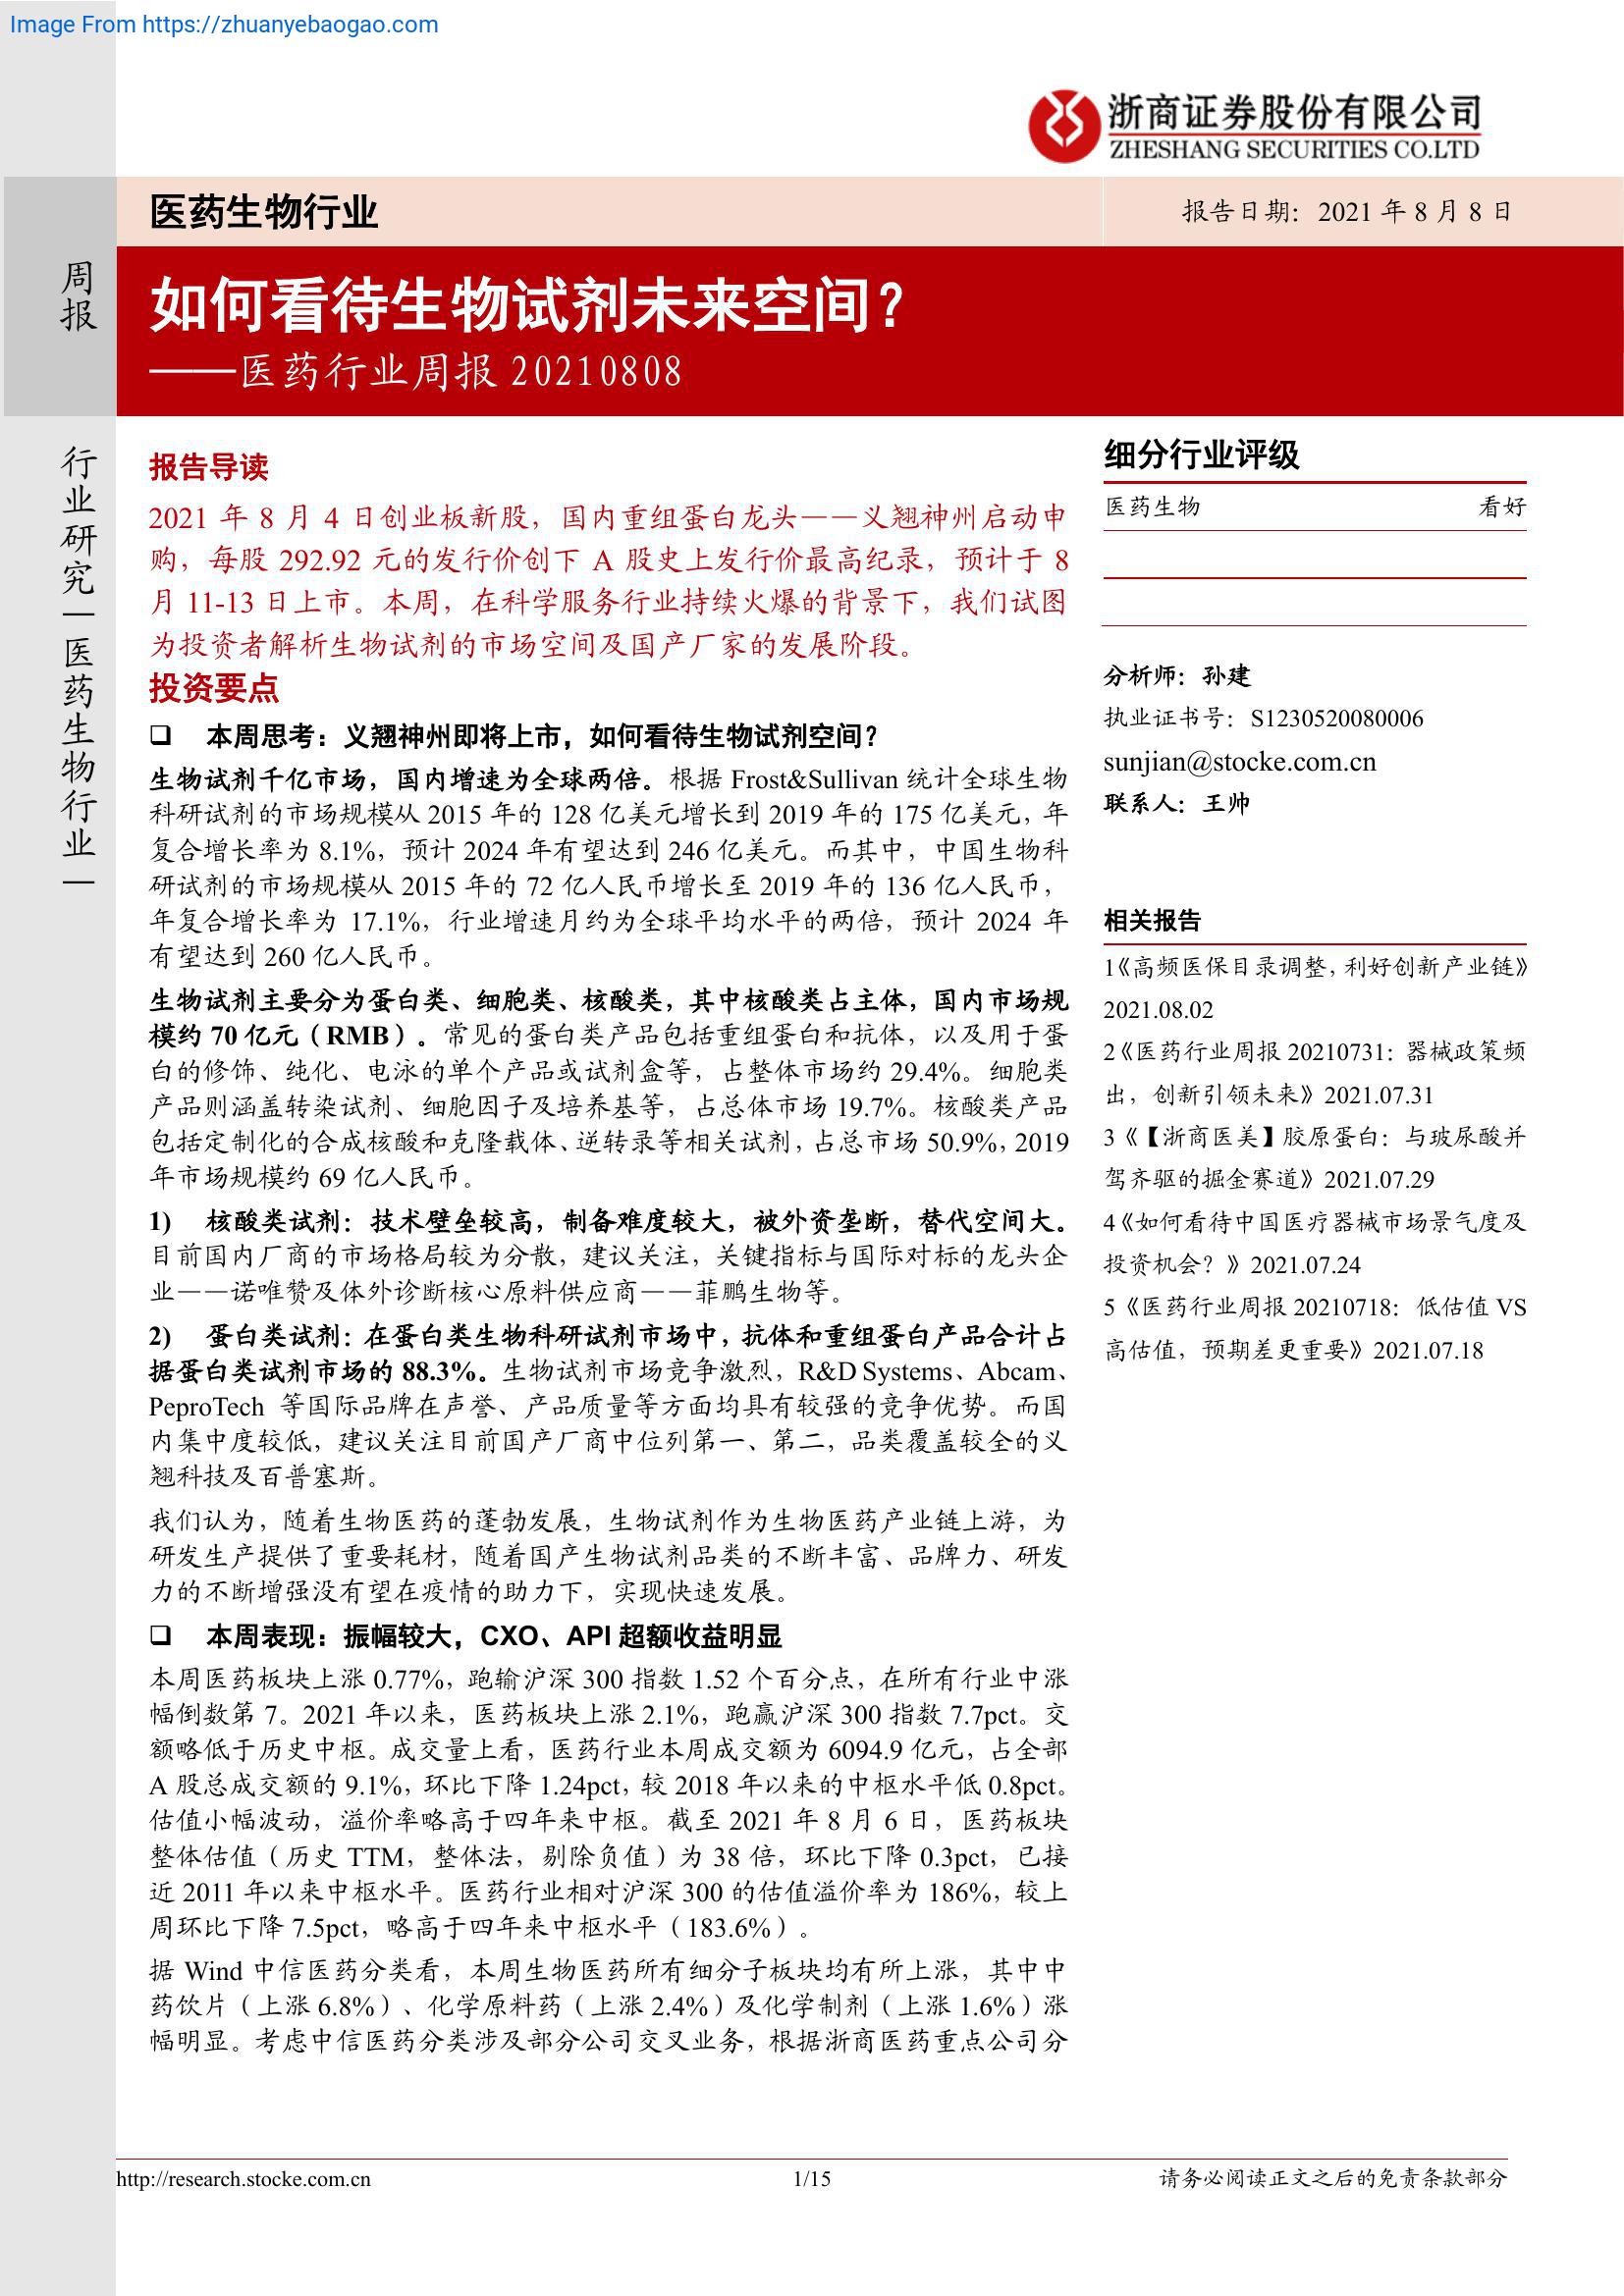 Image From https://zhuanyebaogao.com
浙商证券股份有限公司
ZHESHANG SECURITIES CO.LTD
医药生物行业
报告日期：2021 年 8 月 8 日
周报
如何看待生物试剂未来空间？
——医药行业周报 20210808
行业研究—医药生物行业—
报告导读
2021 年 8 月 4 日创业板新股，国内重组蛋白龙头——义翘神州启动申
购，每股 292.92 元的发行价创下 A 股史上发行价最高纪录，预计于 8
月 11-13 日上市。本周，在科学服务行业持续火爆的背景下，我们试图
为投资者解析生物试剂的市场空间及国产厂家的发展阶段。
投资要点
❑ 本周思考：义翘神州即将上市，如何看待生物试剂空间？
生物试剂千亿市场，国内增速为全球两倍。根据 Frost&Sullivan 统计全球生物
科研试剂的市场规模从 2015 年的 128 亿美元增长到 2019 年的 175 亿美元，年
复合增长率为 8.1%，预计 2024 年有望达到 246 亿美元。而其中，中国生物科
研试剂的市场规模从 2015 年的 72 亿人民币增长至 2019 年的 136 亿人民币，
年复合增长率为 17.1%，行业增速月约为全球平均水平的两倍，预计 2024 年
有望达到 260 亿人民币。
生物试剂主要分为蛋白类、细胞类、核酸类，其中核酸类占主体，国内市场规
模约 70 亿元（RMB）。常见的蛋白类产品包括重组蛋白和抗体，以及用于蛋
白的修饰、纯化、电泳的单个产品或试剂盒等，占整体市场约 29.4%。细胞类
产品则涵盖转染试剂、细胞因子及培养基等，占总体市场 19.7%。核酸类产品
包括定制化的合成核酸和克隆载体、逆转录等相关试剂，占总市场 50.9%，2019
年市场规模约 69 亿人民币。
1) 核酸类试剂：技术壁垒较高，制备难度较大，被外资垄断，替代空间大。
目前国内厂商的市场格局较为分散，建议关注，关键指标与国际对标的龙头企
业——诺唯赞及体外诊断核心原料供应商——菲鹏生物等。
2) 蛋白类试剂：在蛋白类生物科研试剂市场中，抗体和重组蛋白产品合计占
据蛋白类试剂市场的 88.3%。生物试剂市场竞争激烈，R&D Systems、Abcam、
PeproTech 等国际品牌在声誉、产品质量等方面均具有较强的竞争优势。而国
内集中度较低，建议关注目前国产厂商中位列第一、第二，品类覆盖较全的义
翘科技及百普塞斯。
我们认为，随着生物医药的蓬勃发展，生物试剂作为生物医药产业链上游，为
研发生产提供了重要耗材，随着国产生物试剂品类的不断丰富、品牌力、研发
力的不断增强没有望在疫情的助力下，实现快速发展。
❑ 本周表现：振幅较大，CXO、API 超额收益明显
本周医药板块上涨 0.77%，跑输沪深 300 指数 1.52 个百分点，在所有行业中涨
幅倒数第 7。2021 年以来，医药板块上涨 2.1%，跑赢沪深 300 指数 7.7pct。交
额略低于历史中枢。成交量上看，医药行业本周成交额为 6094.9 亿元，占全部
A 股总成交额的 9.1%，环比下降 1.24pct，较 2018 年以来的中枢水平低 0.8pct。
估值小幅波动，溢价率略高于四年来中枢。截至 2021 年 8 月 6 日，医药板块
整体估值（历史 TTM，整体法，剔除负值）为 38 倍，环比下降 0.3pct，已接
近 2011 年以来中枢水平。医药行业相对沪深 300 的估值溢价率为 186%，较上
周环比下降 7.5pct，略高于四年来中枢水平（183.6%）。
据 Wind 中信医药分类看，本周生物医药所有细分子板块均有所上涨，其中中
药饮片（上涨 6.8%）、化学原料药（上涨 2.4%）及化学制剂（上涨 1.6%）涨
幅明显。考虑中信医药分类涉及部分公司交叉业务，根据浙商医药重点公司分
细分行业评级
医药生物 看好
分析师：孙建
执业证书号：S1230520080006
sunjian@stocke.com.cn
联系人：王帅
相关报告
1《高频医保目录调整，利好创新产业链》
2021.08.02
2《医药行业周报 20210731：器械政策频
出，创新引领未来》2021.07.31
3《【浙商医美】胶原蛋白：与玻尿酸并
驾齐驱的掘金赛道》2021.07.29
4《如何看待中国医疗器械市场景气度及
投资机会？》2021.07.24
5《医药行业周报 20210718：低估值 VS
高估值，预期差更重要》2021.07.18
http://research.stocke.com.cn
1/15
请务必阅读正文之后的免责条款部分